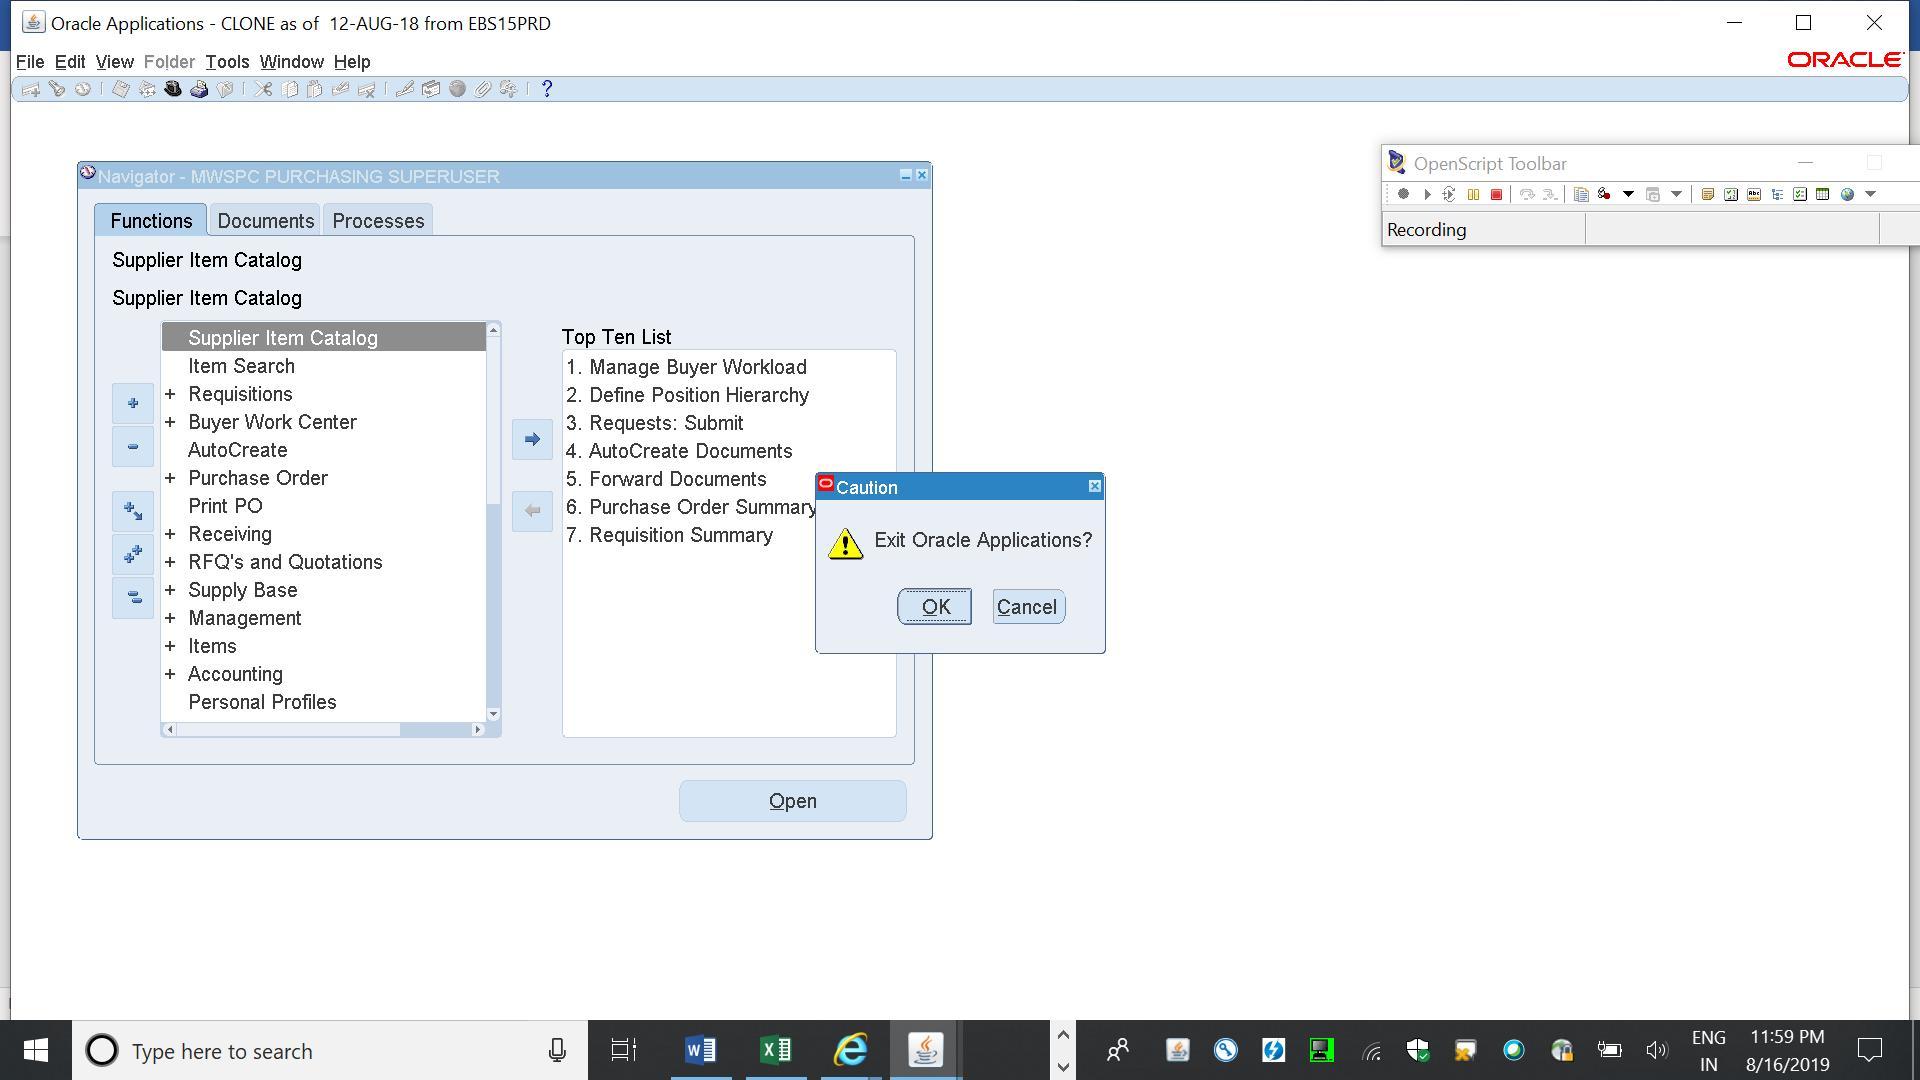 Oracle Applications - CLONE as of  12-AUG-18 from EBS15PRD
File Edit View Folder Tools Window Help
ORACLE
OpenScript Toolbar
Recording
Navigator - MWSPC PURCHASING SUPERUSER
Functions Documents Processes
Supplier Item Catalog
Supplier Item Catalog
Supplier Item Catalog
Item Search
+ Requisitions
+ Buyer Work Center
AutoCreate
+ Purchase Order
Print PO
+ Receiving
+ RFQ's and Quotations
+ Supply Base
+ Management
+ Items
+ Accounting
Personal Profiles
Top Ten List
1. Manage Buyer Workload
2. Define Position Hierarchy
3. Requests: Submit
4. AutoCreate Documents
5. Forward Documents
6. Purchase Order Summary
7. Requisition Summary
Open
Caution
Exit Oracle Applications?
OK Cancel
Type here to search
ENG
IN
11:59 PM
8/16/2019